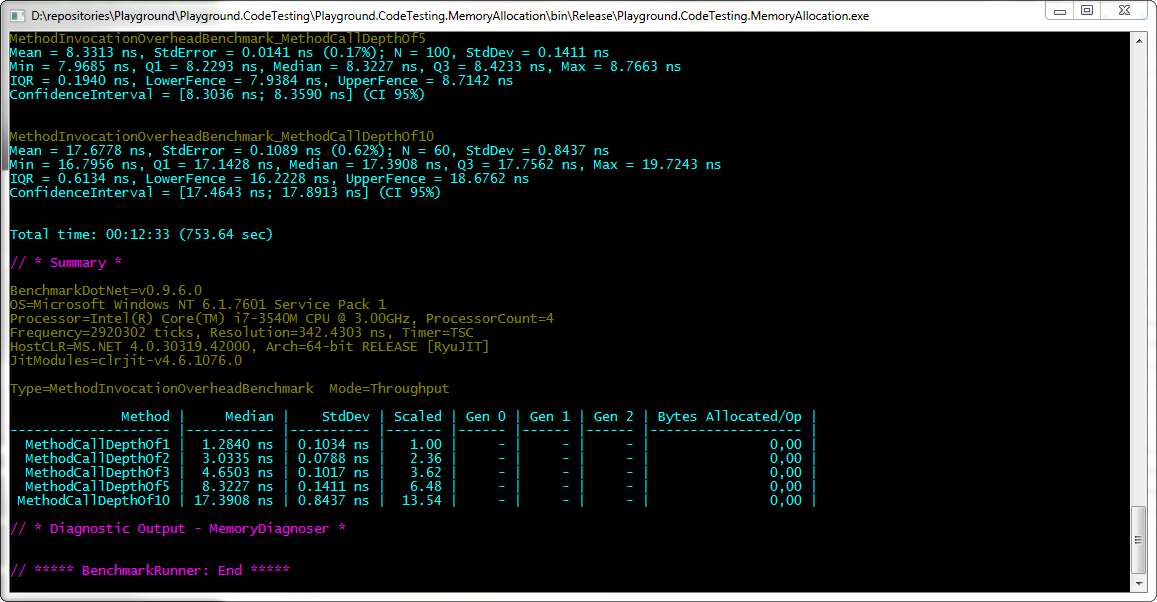 D:\repositories\Playground\Playground.CodeTesting\Playground.CodeTesting.MemoryAllocation\bin\Release\Playground.CodeTesting.MemoryAllocation.exe
MethodInvocationOverheadBenchmark_MethodCallDepthOf5
Mean = 8.3313 ns, StdError = 0.0141 ns (0.17%); N = 100, StdDev = 0.1411 ns
Min = 7.9685 ns, Q1 = 8.2293 ns, Median = 8.3227 ns, Q3 = 8.4233 ns, Max = 8.7663 ns
IQR = 0.1940 ns, LowerFence = 7.9384 ns, UpperFence = 8.7142 ns
ConfidenceInterval = [8.3036 ns; 8.3590 ns] (CI 95%)
MethodInvocationOverheadBenchmark_MethodCallDepthOf10
Mean = 17.6778 ns, StdError = 0.1089 ns (0.62%); N = 60, StdDev = 0.8437 ns
Min = 16.7956 ns, Q1 = 17.1428 ns, Median = 17.3908 ns, Q3 = 17.7562 ns, Max = 19.7243 ns
IQR = 0.6134 ns, LowerFence = 16.2228 ns, UpperFence = 18.6762 ns
ConfidenceInterval = [17.4643 ns; 17.8913 ns] (CI 95%)
Total time: 00:12:33 (753.64 sec)
// * Summary *
BenchmarkDotNet=v0.9.6.0
OS=Microsoft Windows NT 6.1.7601 Service Pack 1
Processor=Intel(R) Core(TM) i7-3540M CPU @ 3.00GHz, ProcessorCount=4
Frequency=2920302 ticks, Resolution=342.4303 ns, Timer=TSC
HostCLR=MS.NET 4.0.30319.42000, Arch=64-bit RELEASE [RyuJIT]
JitModules=clrjit-v4.6.1076.0
Type=MethodInvocationOverheadBenchmark  Mode=Throughput
Method | Median | StdDev | Scaled | Gen 0 | Gen 1 | Gen 2 | Bytes Allocated/Op |
-------------------- |----------- |---------- |------- |------ |------ |------ |------------------- |
MethodCallDepthOf1 | 1.2840 ns | 0.1034 ns | 1.00 | - | - | - | 0,00 |
MethodCallDepthOf2 | 3.0335 ns | 0.0788 ns | 2.36 | - | - | - | 0,00 |
MethodCallDepthOf3 | 4.6503 ns | 0.1017 ns | 3.62 | - | - | - | 0,00 |
MethodCallDepthOf5 | 8.3227 ns | 0.1411 ns | 6.48 | - | - | - | 0,00 |
MethodCallDepthOf10 | 17.3908 ns | 0.8437 ns | 13.54 | - | - | - | 0,00 |
// * Diagnostic Output - MemoryDiagnoser *
// ***** BenchmarkRunner: End *****